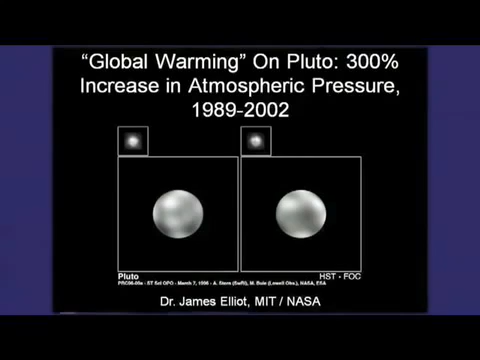 “Global Warming” On Pluto: 300%
Increase in Atmospheric Pressure,
1989-2002
Pluto
HST • FOC
PRC96-09a • ST ScI OPO • March 7, 1996 • A. Stern (SwRI), M. Buie (Lowell Obs.), NASA, ESA
Dr. James Elliot, MIT / NASA